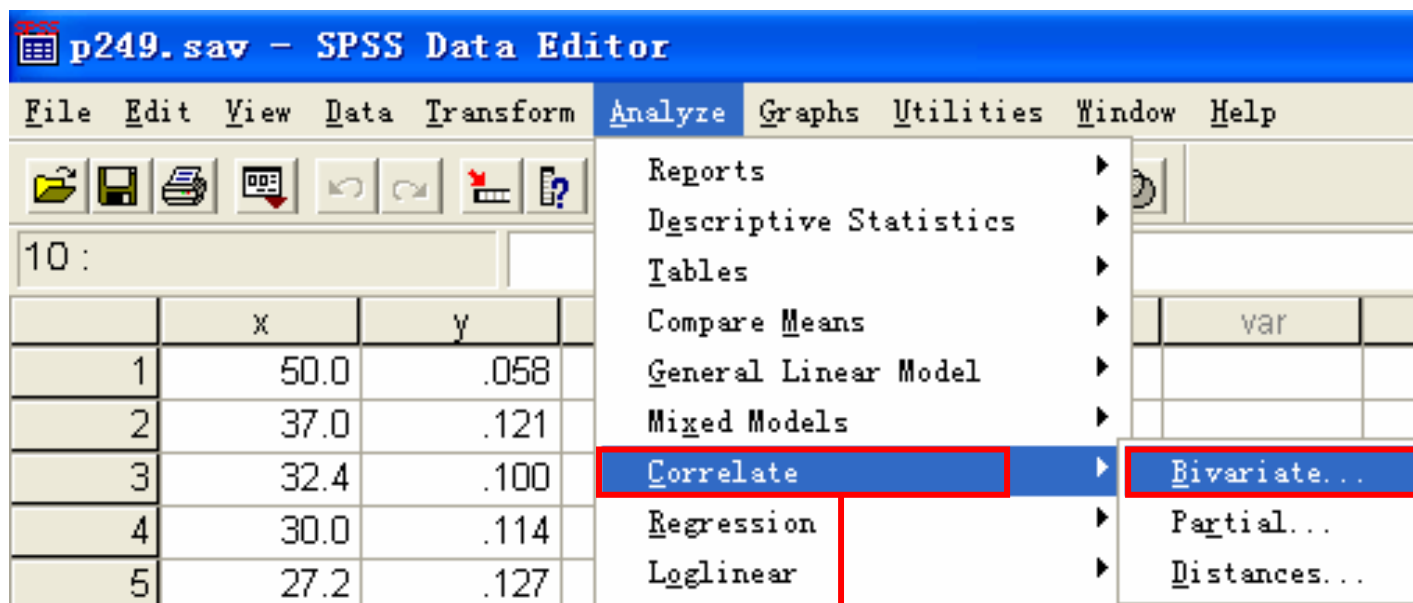 SPSS
p249.sav - SPSS Data Editor
File Edit View Data Transform Analyze Graphs Utilities Window Help
Reports
Descriptive Statistics
10 :
Tables
x y Compare Means var
1 50.0 .058 General Linear Model
2 37.0 .121 Mixed Models
3 32.4 .100 Correlate Bivariate...
4 30.0 .114 Regression Partial...
5 27.2 .127 Loglinear Distances...